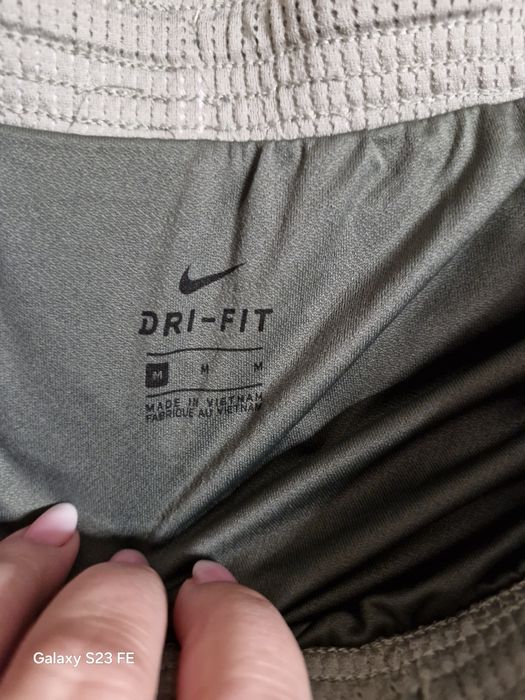 DRI-FIT
M M M
MADE IN VIETNAM
FABRIQUE AU VIETNAM
Galaxy S23 FE